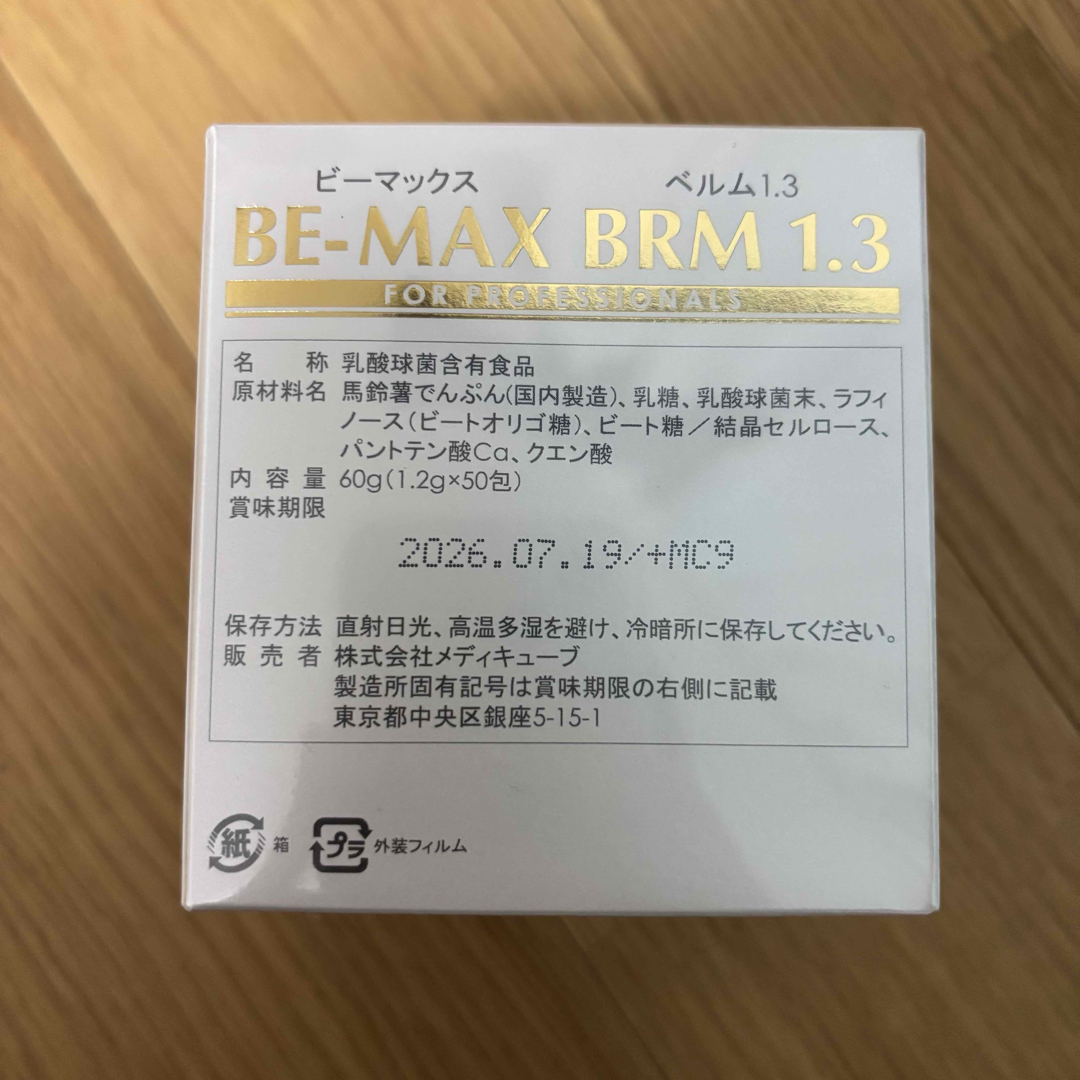 ビーマックス ベルム1.3
BE-MAX BRM 1.3
FOR PROFESSIONALS
名 称 乳酸球菌含有食品
原材料名 馬鈴薯でんぷん(国内製造)、乳糖、乳酸球菌末、ラフィ
ノース(ビートオリゴ糖)、ビート糖/結晶セルロース、
パントテン酸Ca、クエン酸
内 容 量 60g(1.2g×50包)
賞味期限
2026.07.19/+MC9
保存方法 直射日光、高温多湿を避け、冷暗所に保存してください。
販 売 者 株式会社メディキューブ
製造所固有記号は賞味期限の右側に記載
東京都中央区銀座5-15-1
紙 箱 プラ 外装フィルム